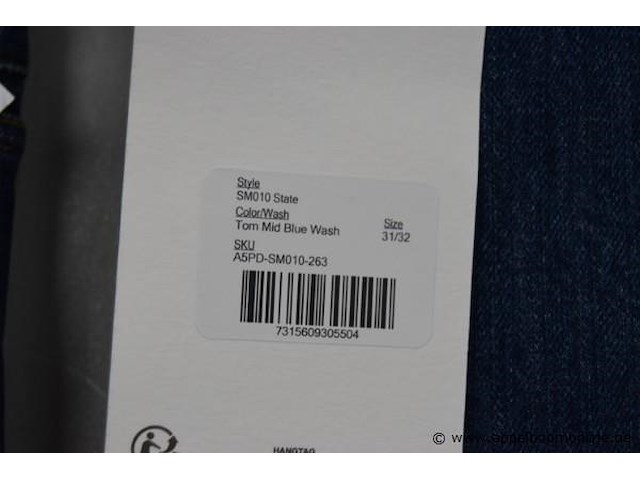 Style
SM010 State
Color/Wash
Tom Mid Blue Wash
Size
31/32
SKU
A5PD-SM010-263
7315609305504
HANGTAG
©